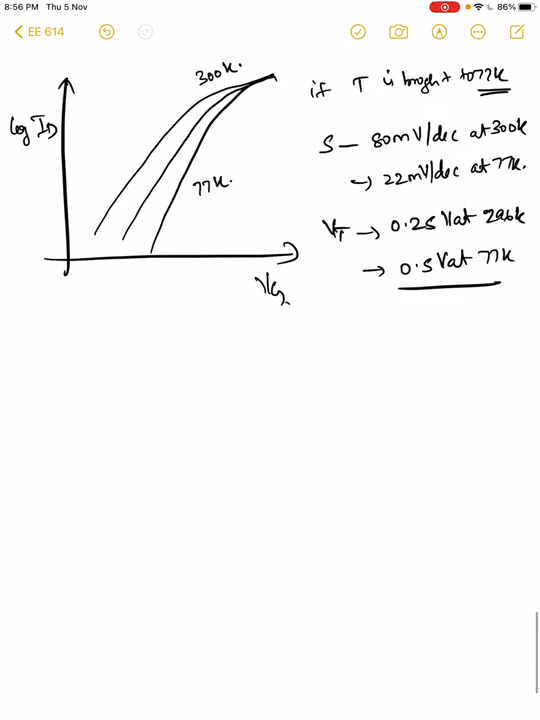 8:56 PM Thu 5 Nov
86%
EE 614
300K.
log ID
77K.
VG
if T is brought to 77K
S — 80mV/dec at 300K
→ 22mV/dec at 77K.
VT → 0.25 V at 296K
→ 0.5 V at 77K